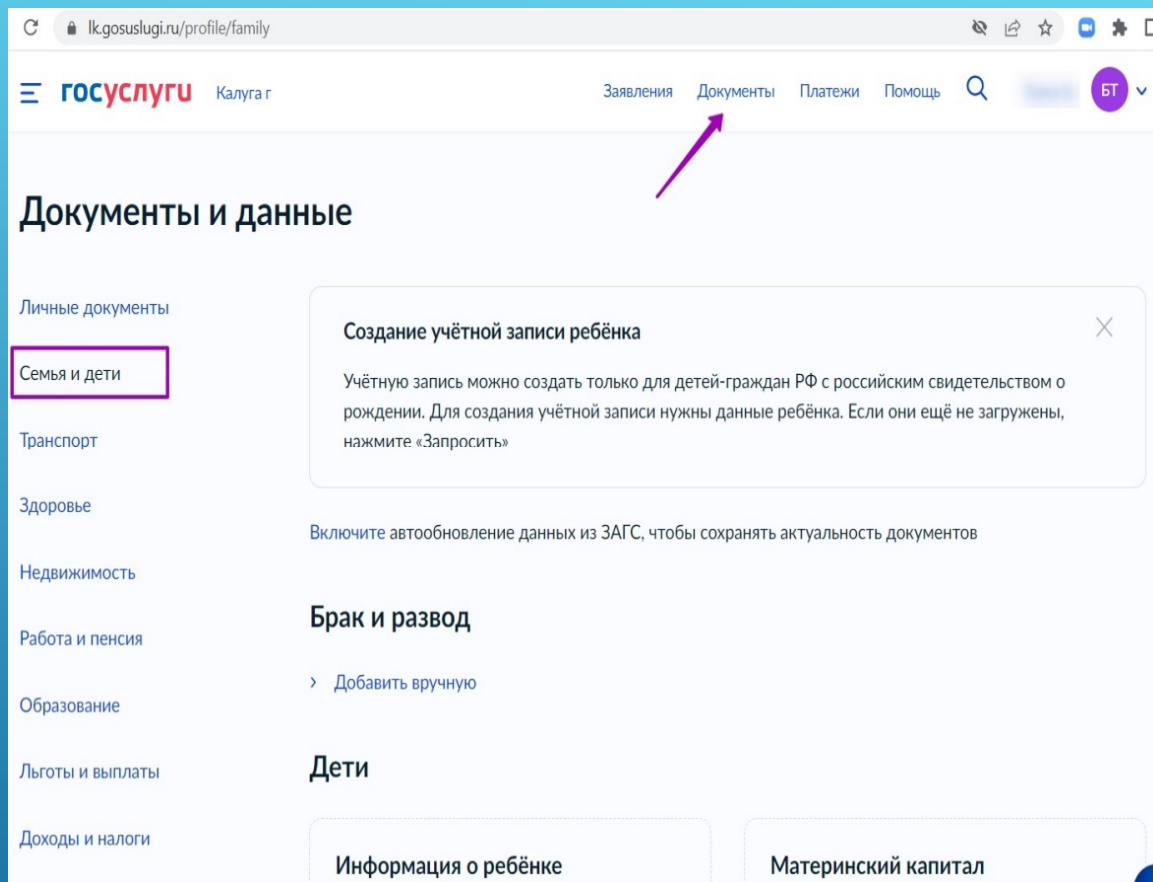 lk.gosuslugi.ru/profile/family
госуслуги Калуга г Заявления Документы Платежи Помощь БТ
Документы и данные
Личные документы
Семья и дети
Транспорт
Здоровье
Недвижимость
Работа и пенсия
Образование
Льготы и выплаты
Доходы и налоги
Создание учётной записи ребёнка
Учётную запись можно создать только для детей-граждан РФ с российским свидетельством о
рождении. Для создания учётной записи нужны данные ребёнка. Если они ещё не загружены,
нажмите «Запросить»
Включите автообновление данных из ЗАГС, чтобы сохранять актуальность документов
Брак и развод
Добавить вручную
Дети
Информация о ребёнке
Материнский капитал